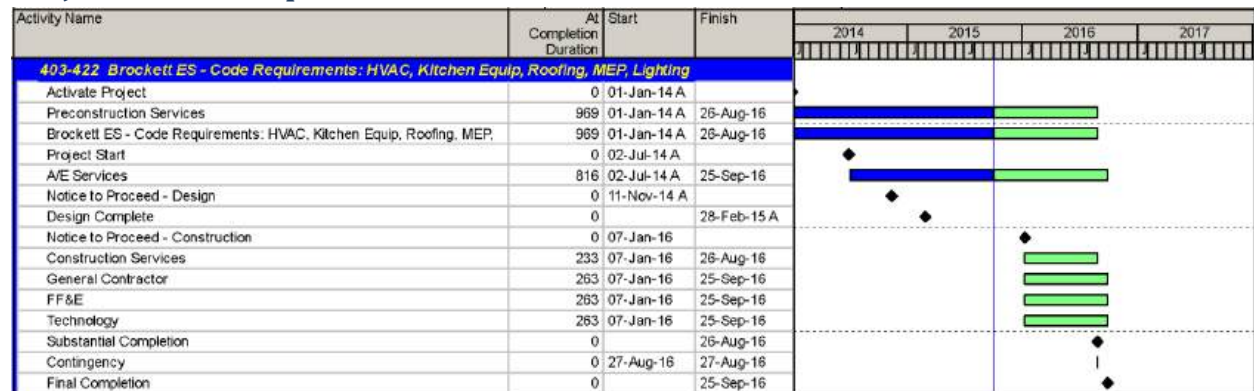 Activity Name At Completion Duration Start Finish 2014 2015 2016 2017
403-422 Brockett ES - Code Requirements: HVAC, Kitchen Equip, Roofing, MEP, Lighting
Activate Project 0 01-Jan-14 A
Preconstruction Services 969 01-Jan-14 A 26-Aug-16
Brockett ES - Code Requirements: HVAC, Kitchen Equip, Roofing, MEP, 969 01-Jan-14 A 26-Aug-16
Project Start 0 02-Jul-14 A
A/E Services 816 02-Jul-14 A 25-Sep-16
Notice to Proceed - Design 0 11-Nov-14 A
Design Complete 0 28-Feb-15 A
Notice to Proceed - Construction 0 07-Jan-16
Construction Services 233 07-Jan-16 26-Aug-16
General Contractor 263 07-Jan-16 25-Sep-16
FF&E 263 07-Jan-16 25-Sep-16
Technology 263 07-Jan-16 25-Sep-16
Substantial Completion 0 26-Aug-16
Contingency 0 27-Aug-16 27-Aug-16
Final Completion 0 25-Sep-16